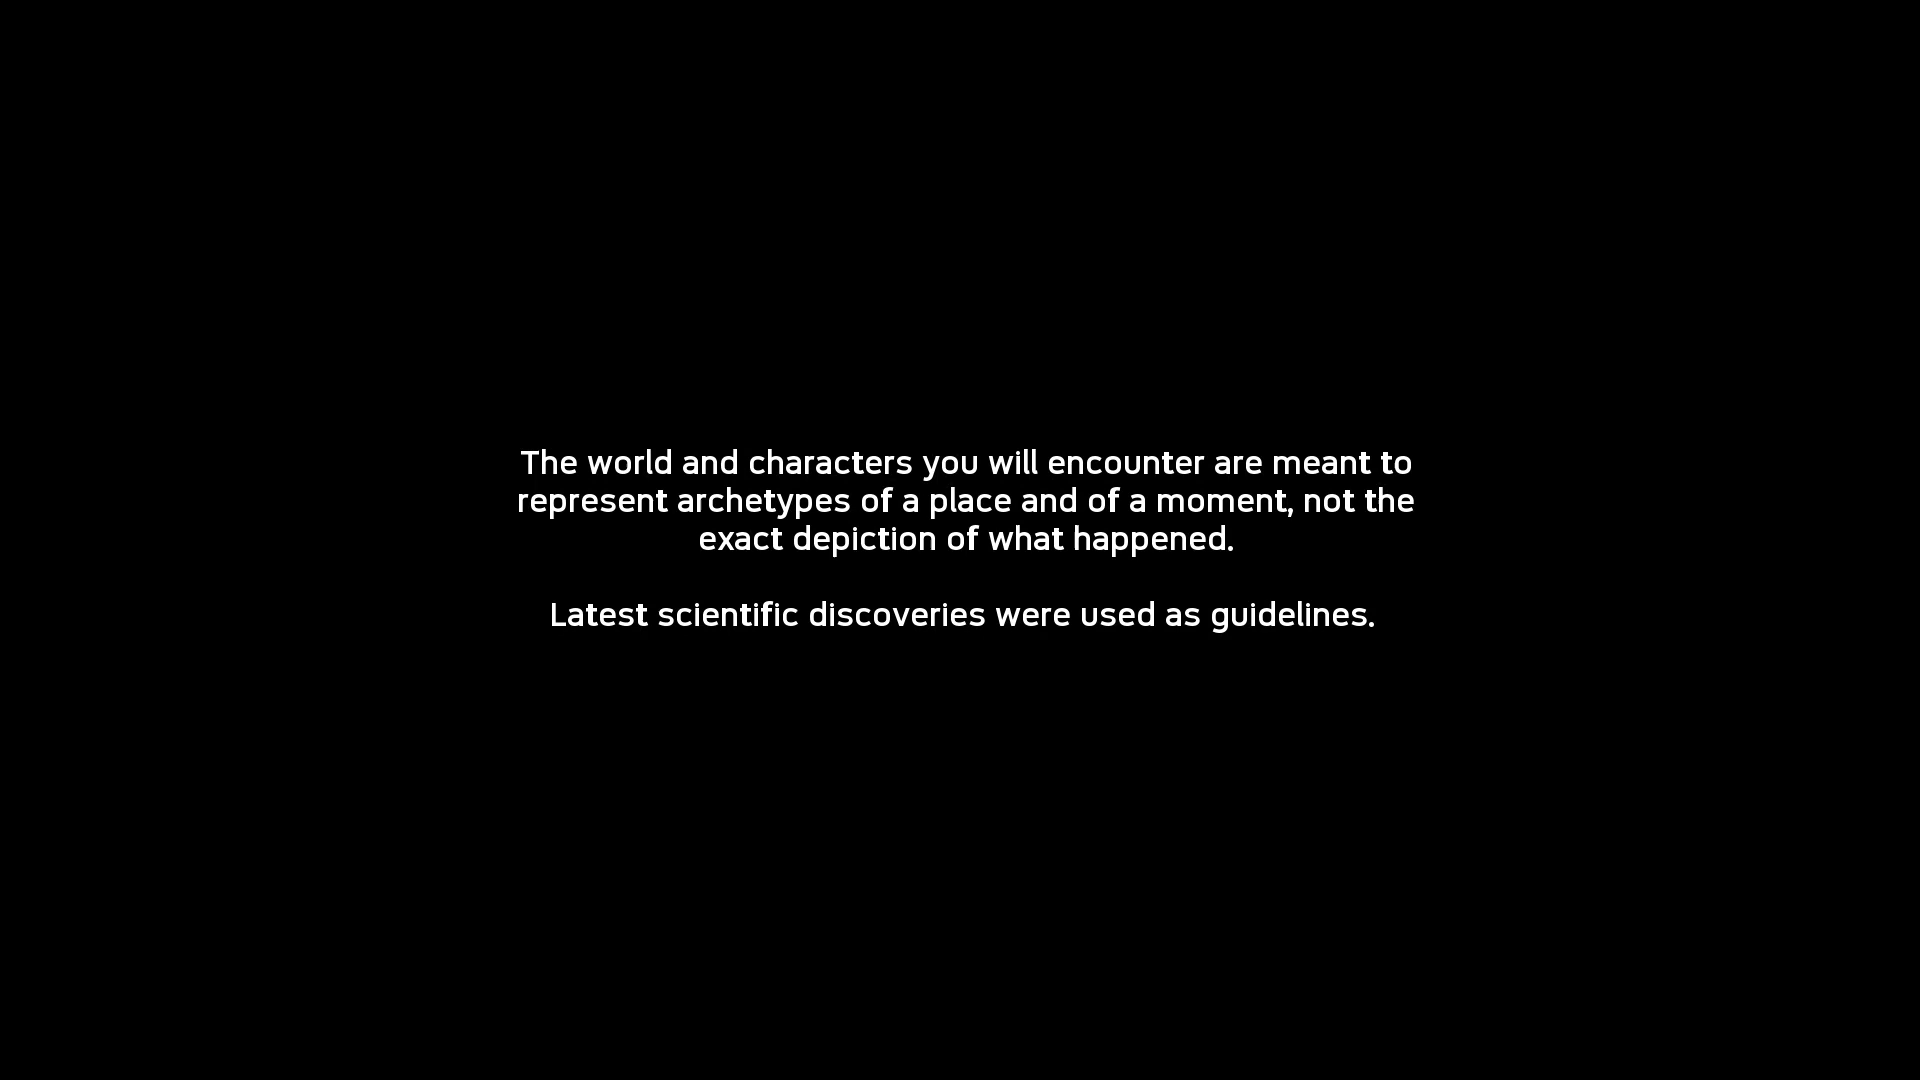 The world and characters you will encounter are meant to
represent archetypes of a place and of a moment, not the
exact depiction of what happened.
Latest scientific discoveries were used as guidelines.